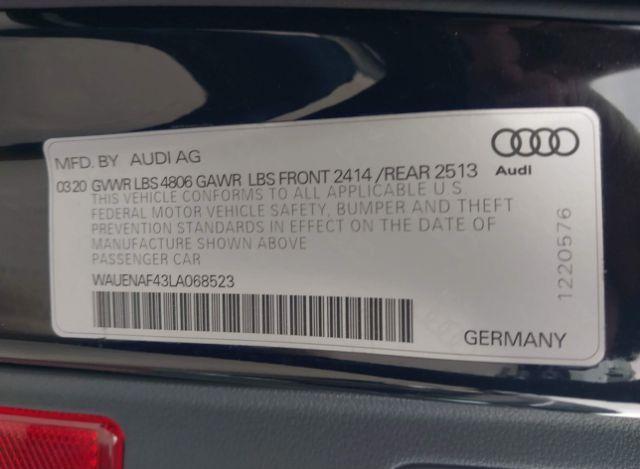 MFD. BY AUDI AG
Audi
0320 GVWR LBS 4806 GAWR LBS FRONT 2414 /REAR 2513
THIS VEHICLE CONFORMS TO ALL APPLICABLE U.S.
FEDERAL MOTOR VEHICLE SAFETY, BUMPER AND THEFT
PREVENTION STANDARDS IN EFFECT ON THE DATE OF
MANUFACTURE SHOWN ABOVE
PASSENGER CAR
WAUENAF43LA068523
1220576
GERMANY